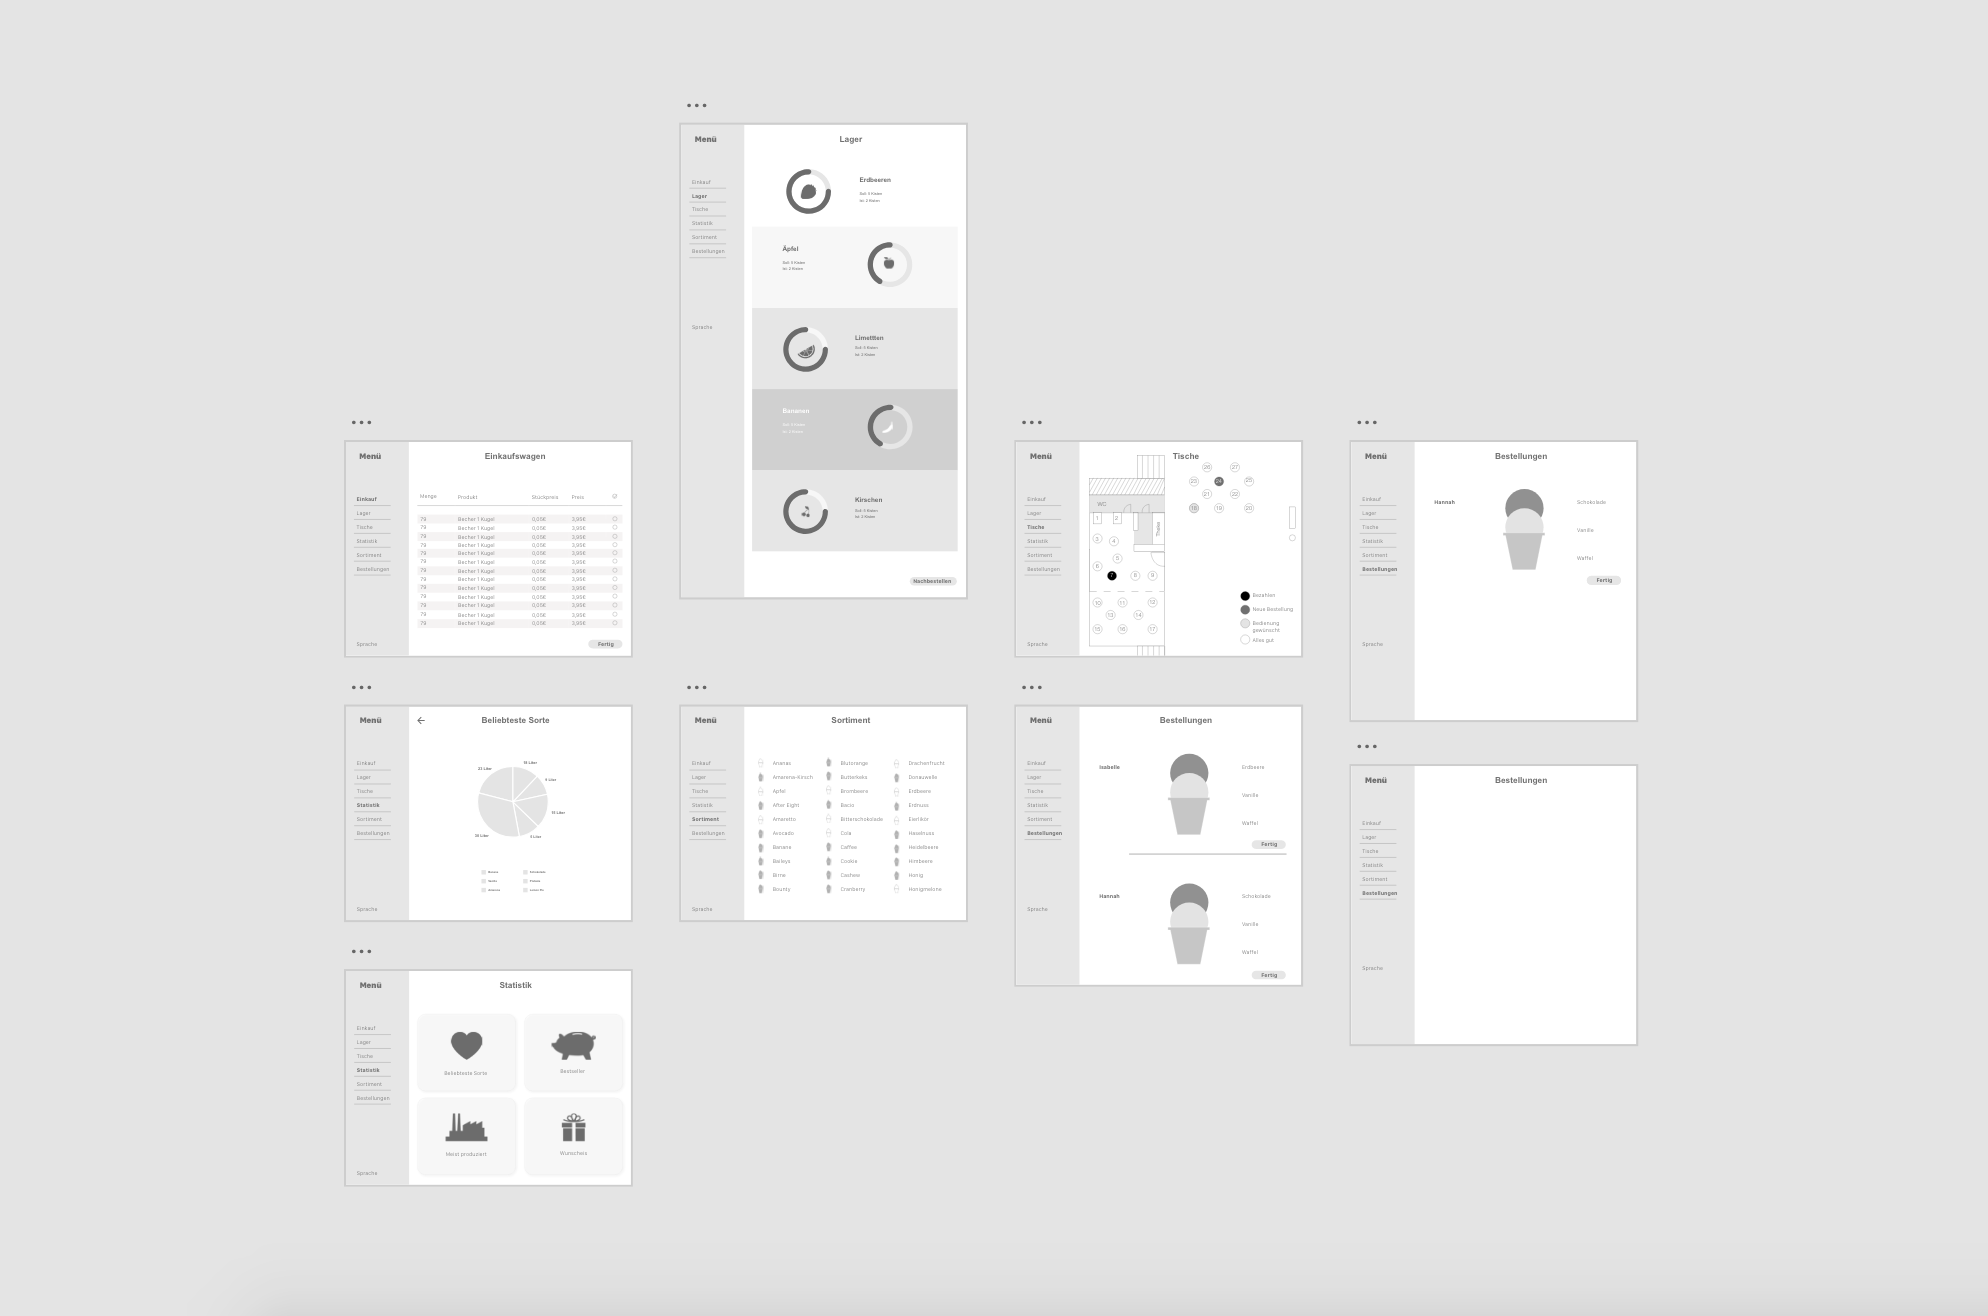 Menü
Einkauf
Lager
Tische
Statistik
Sortiment
Bestellungen
Sprache
Lager
Erdbeeren
Soll: 5 Kisten
Ist: 2 Kisten
Äpfel
Soll: 5 Kisten
Ist: 2 Kisten
Limetten
Soll: 5 Kisten
Ist: 2 Kisten
Bananen
Soll: 5 Kisten
Ist: 2 Kisten
Kirschen
Soll: 5 Kisten
Ist: 2 Kisten
Nachbestellen
Menü
Einkauf
Lager
Tische
Statistik
Sortiment
Bestellungen
Sprache
Einkaufswagen
Menge Produkt Stückpreis Preis
79 Becher 1 Kugel 0,05€ 3,95€
79 Becher 1 Kugel 0,05€ 3,95€
79 Becher 1 Kugel 0,05€ 3,95€
79 Becher 1 Kugel 0,05€ 3,95€
79 Becher 1 Kugel 0,05€ 3,95€
79 Becher 1 Kugel 0,05€ 3,95€
79 Becher 1 Kugel 0,05€ 3,95€
79 Becher 1 Kugel 0,05€ 3,95€
79 Becher 1 Kugel 0,05€ 3,95€
79 Becher 1 Kugel 0,05€ 3,95€
79 Becher 1 Kugel 0,05€ 3,95€
79 Becher 1 Kugel 0,05€ 3,95€
79 Becher 1 Kugel 0,05€ 3,95€
Fertig
Menü
Einkauf
Lager
Tische
Statistik
Sortiment
Bestellungen
Sprache
Tische
26 27
23 24 25
21 22
18 19 20
WC
1 2
Theke
3 4
5
6
7 8 9
10 11 12
13 14
15 16 17
Bezahlen
Neue Bestellung
Bedienung
gewünscht
Alles gut
Menü
Einkauf
Lager
Tische
Statistik
Sortiment
Bestellungen
Sprache
Bestellungen
Hannah
Schokolade
Vanille
Waffel
Fertig
Menü
Einkauf
Lager
Tische
Statistik
Sortiment
Bestellungen
Sprache
Beliebteste Sorte
Menü
Einkauf
Lager
Tische
Statistik
Sortiment
Bestellungen
Sprache
Sortiment
Ananas Blutorange Drachenfrucht
Amarena-Kirsch Butterkeks Donauwelle
Apfel Brombeere Erdbeere
After Eight Bacio Erdnuss
Amaretto Bitterschokolade Eierlikör
Avocado Cola Haselnuss
Banane Coffee Heidelbeere
Baileys Cookie Himbeere
Birne Cashew Honig
Bounty Cranberry Honigmelone
Menü
Einkauf
Lager
Tische
Statistik
Sortiment
Bestellungen
Sprache
Bestellungen
Isabelle
Erdbeere
Vanille
Waffel
Fertig
Hannah
Schokolade
Vanille
Waffel
Fertig
Menü
Einkauf
Lager
Tische
Statistik
Sortiment
Bestellungen
Sprache
Bestellungen
Menü
Einkauf
Lager
Tische
Statistik
Sortiment
Bestellungen
Sprache
Statistik
Beliebteste Sorte
Bestseller
Meist produziert
Wunscheis